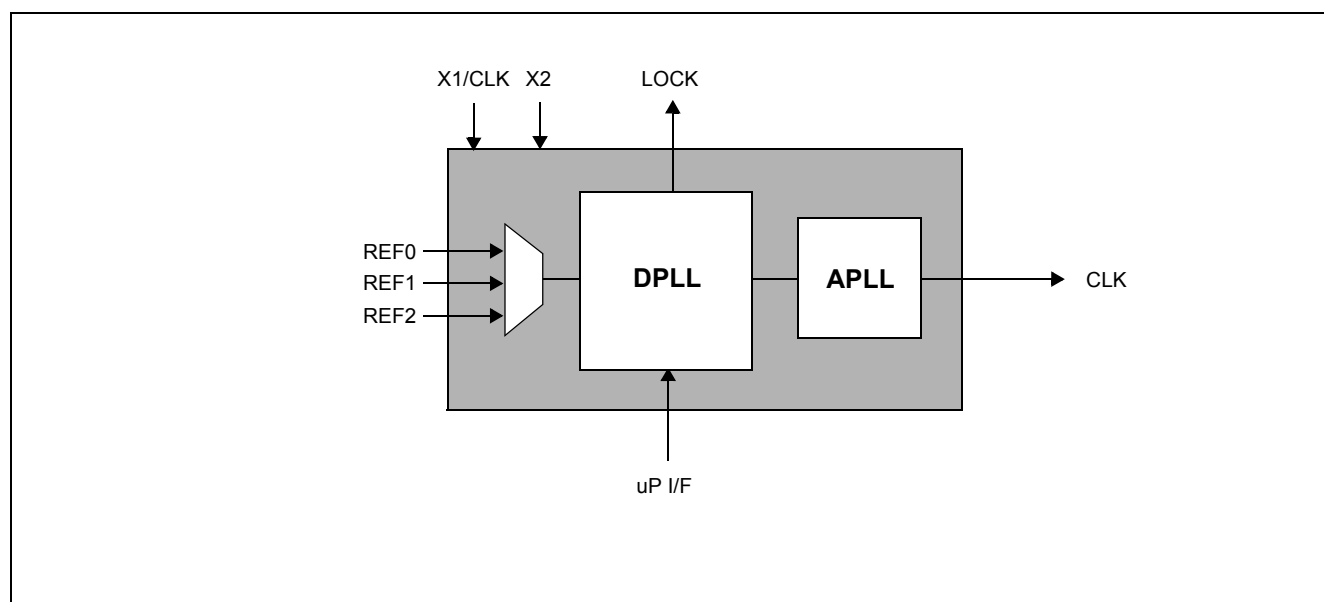 X1/CLK X2 LOCK
REF0
REF1
REF2
DPLL
APLL
CLK
uP I/F